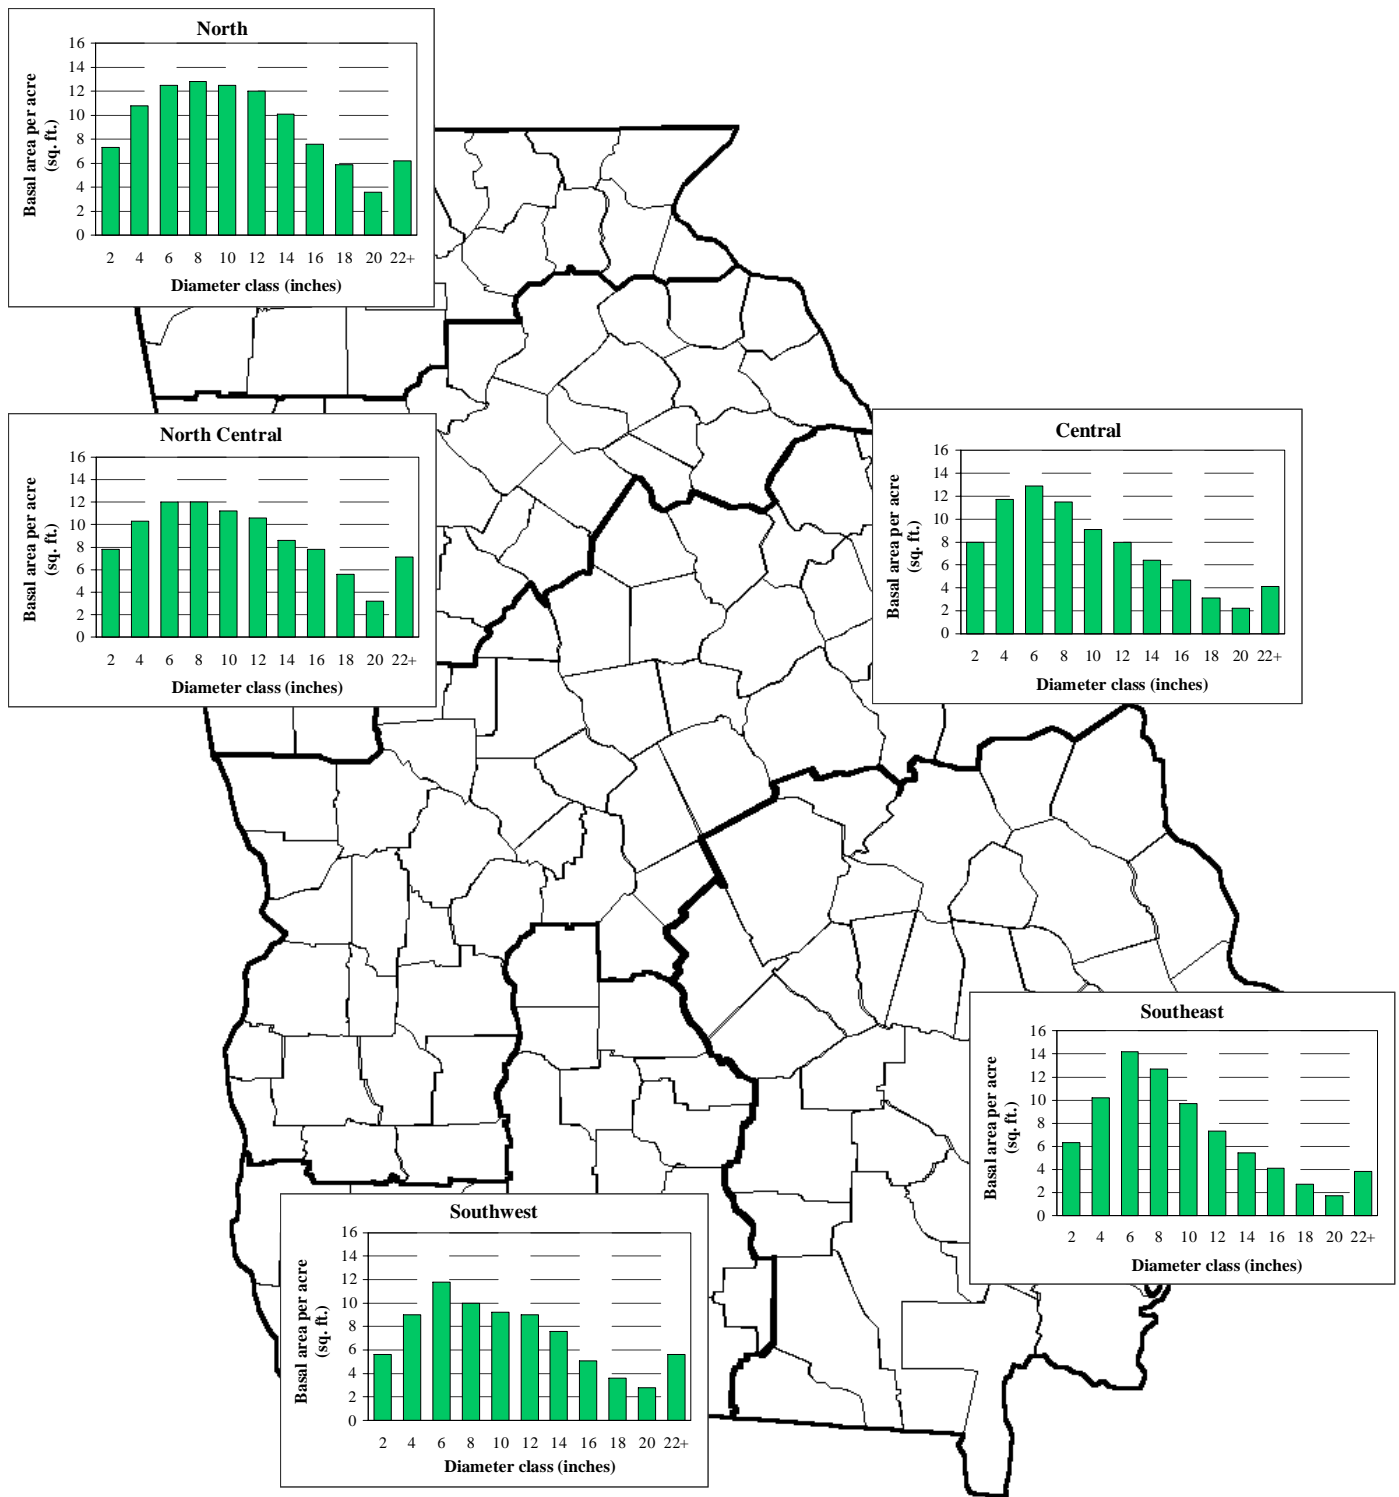 North
Basal area per acre
(sq. ft.)
16
14
12
10
8
6
4
2
0
2 4 6 8 10 12 14 16 18 20 22+
Diameter class (inches)
North Central
Basal area per acre
(sq. ft.)
16
14
12
10
8
6
4
2
0
2 4 6 8 10 12 14 16 18 20 22+
Diameter class (inches)
Central
Basal area per acre
(sq. ft.)
16
14
12
10
8
6
4
2
0
2 4 6 8 10 12 14 16 18 20 22+
Diameter class (inches)
Southeast
Basal area per acre
(sq. ft.)
16
14
12
10
8
6
4
2
0
2 4 6 8 10 12 14 16 18 20 22+
Diameter class (inches)
Southwest
Basal area per acre
(sq. ft.)
16
14
12
10
8
6
4
2
0
2 4 6 8 10 12 14 16 18 20 22+
Diameter class (inches)